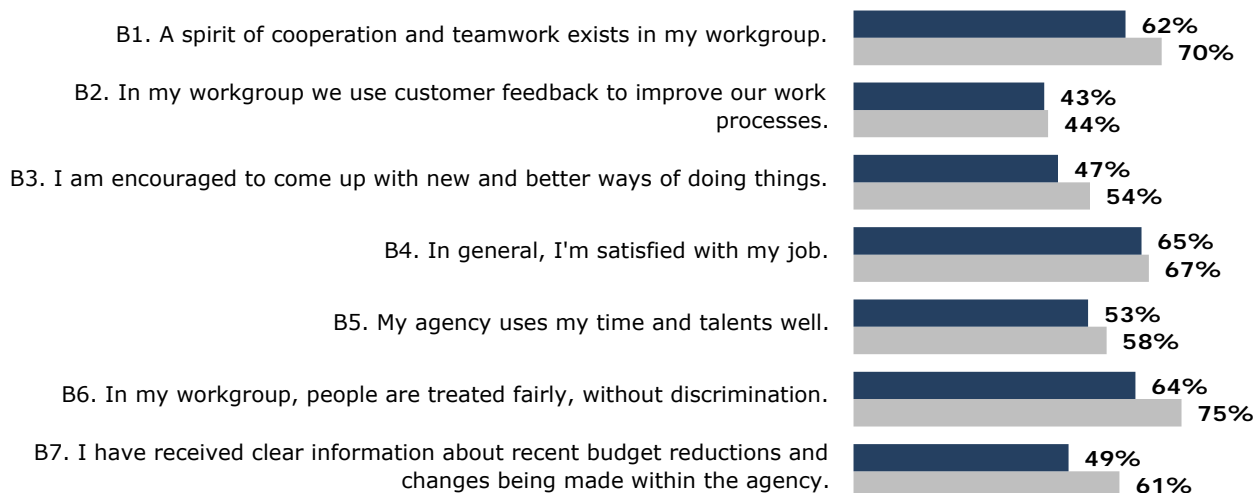 B1. A spirit of cooperation and teamwork exists in my workgroup.
62%
70%
B2. In my workgroup we use customer feedback to improve our work
processes.
43%
44%
B3. I am encouraged to come up with new and better ways of doing things.
47%
54%
B4. In general, I'm satisfied with my job.
65%
67%
B5. My agency uses my time and talents well.
53%
58%
B6. In my workgroup, people are treated fairly, without discrimination.
64%
75%
B7. I have received clear information about recent budget reductions and
changes being made within the agency.
49%
61%